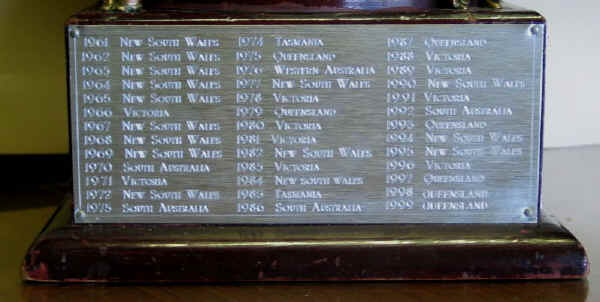 1961 New South Wales
1962 New South Wales
1963 New South Wales
1964 New South Wales
1965 New South Wales
1966 Victoria
1967 New South Wales
1968 New South Wales
1969 New South Wales
1970 South Australia
1971 Victoria
1972 New South Wales
1973 South Australia
1974 Tasmania
1975 Queensland
1976 Western Australia
1977 New South Wales
1978 Victoria
1979 Queensland
1980 Victoria
1981 Victoria
1982 New South Wales
1983 Victoria
1984 New South Wales
1985 Tasmania
1986 South Australia
1987 Queensland
1988 Victoria
1989 Victoria
1990 New South Wales
1991 Victoria
1992 South Australia
1993 Queensland
1994 New South Wales
1995 New South Wales
1996 Victoria
1997 Queensland
1998 Queensland
1999 Queensland